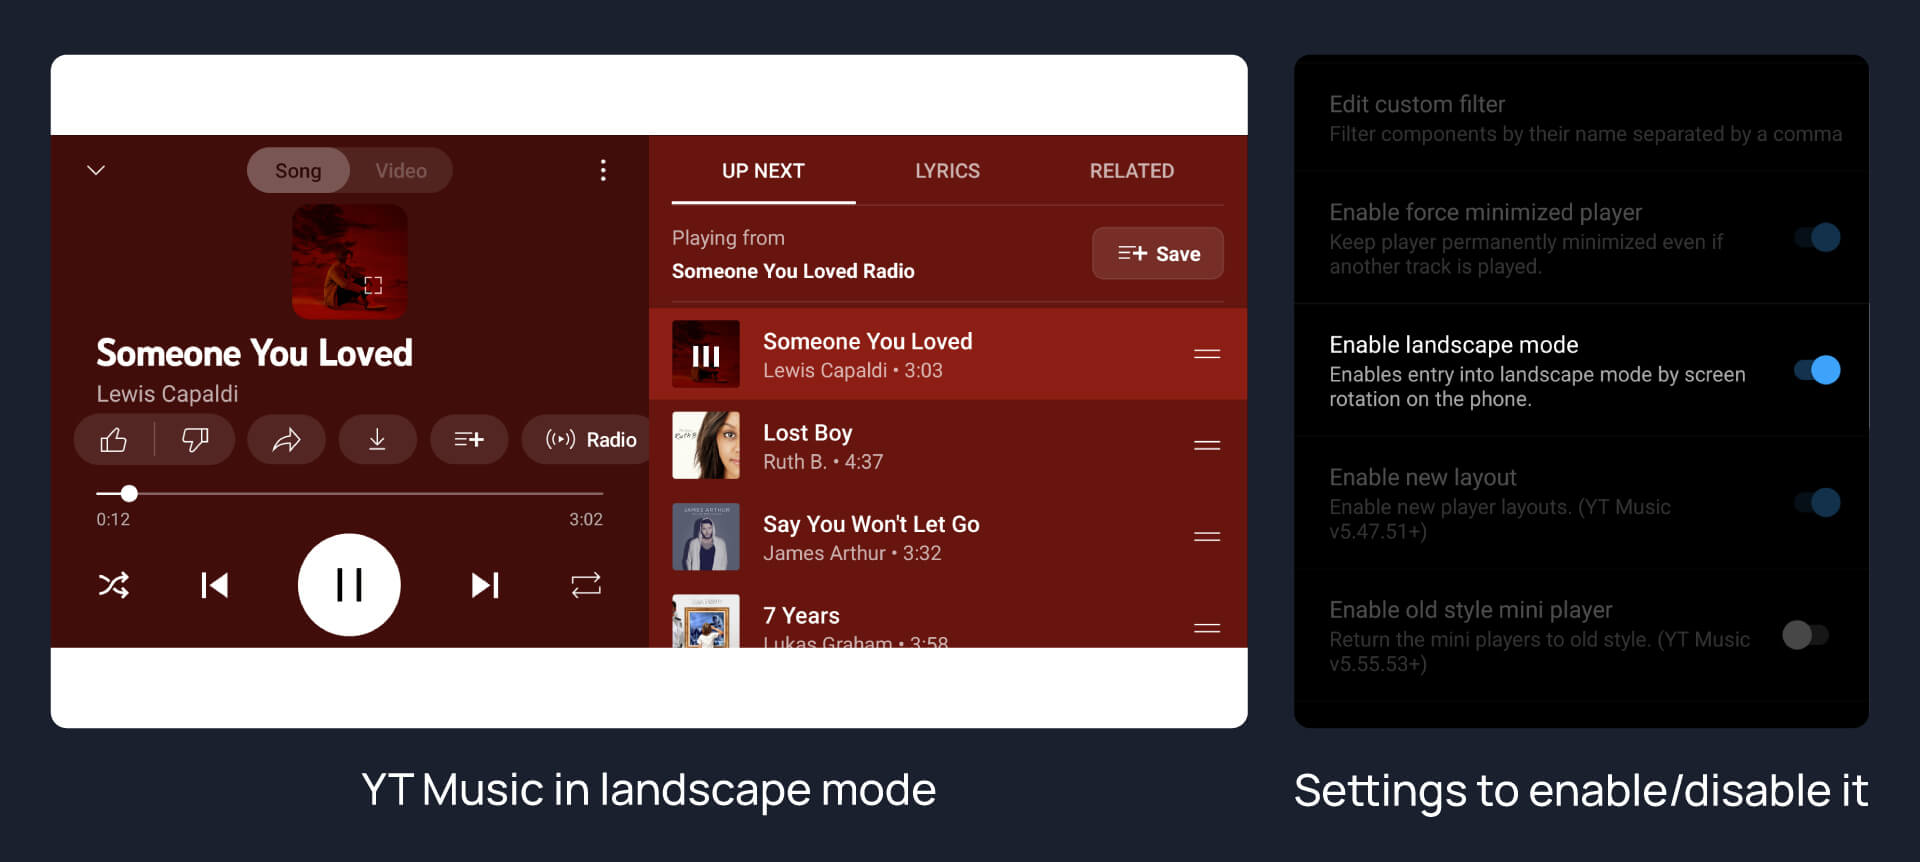 Song
Video
Someone You Loved
Lewis Capaldi
Radio
0:12
3:02
UP NEXT
LYRICS
RELATED
Playing from
Someone You Loved Radio
Save
Someone You Loved
Lewis Capaldi • 3:03
Lost Boy
Ruth B. • 4:37
JAMES ARTHUR
Say You Won't Let Go
James Arthur • 3:32
7 Years
Lukas Graham • 3:58
YT Music in landscape mode
Edit custom filter
Filter components by their name separated by a comma
Enable force minimized player
Keep player permanently minimized even if
another track is played.
Enable landscape mode
Enables entry into landscape mode by screen
rotation on the phone.
Enable new layout
Enable new player layouts. (YT Music
v5.47.51+)
Enable old style mini player
Return the mini players to old style. (YT Music
v5.55.53+)
Settings to enable/disable it